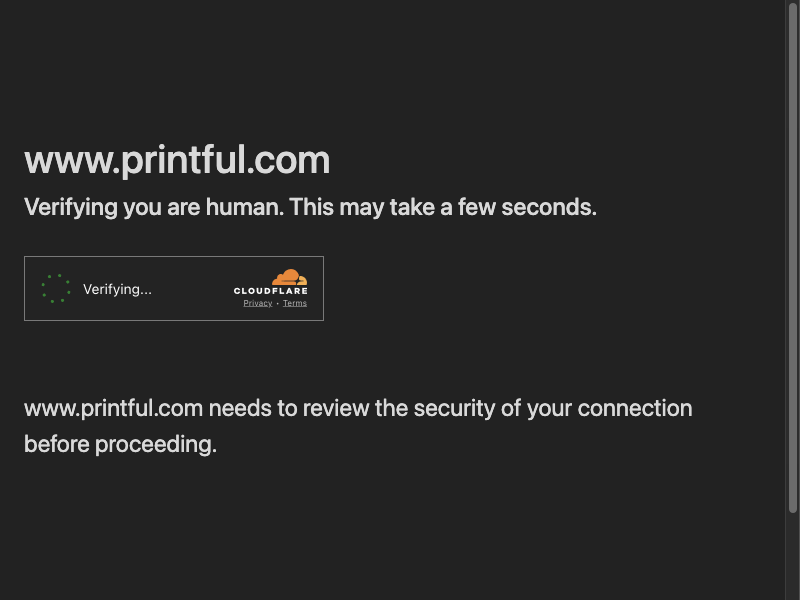 www.printful.com
Verifying you are human. This may take a few seconds.
Verifying...
CLOUDFLARE
Privacy • Terms
www.printful.com needs to review the security of your connection
before proceeding.